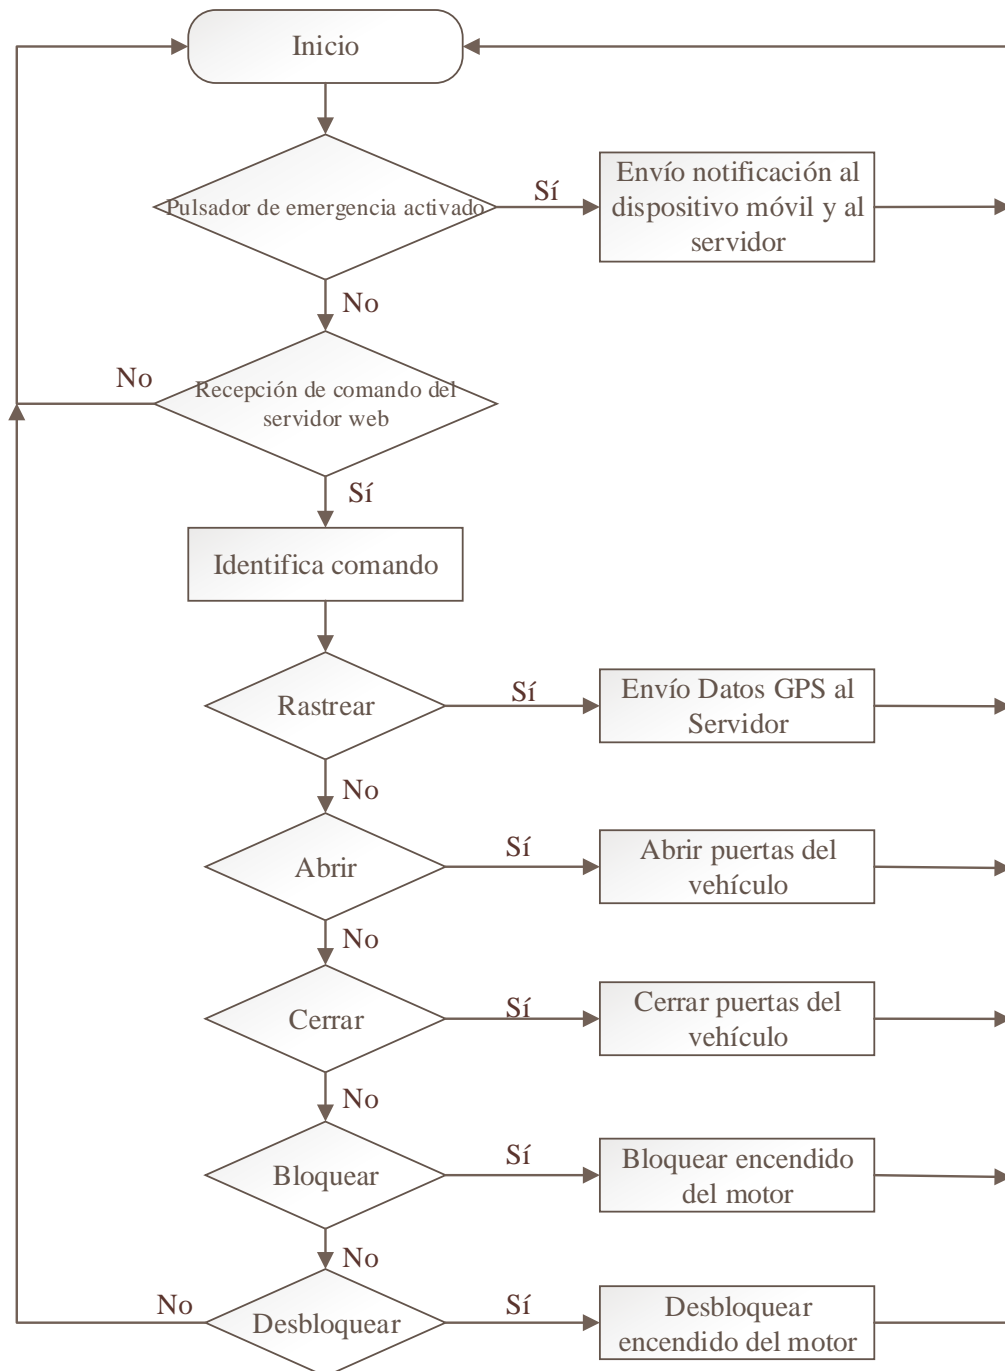 Inicio
Pulsador de emergencia activado
Sí
Envío notificación al
dispositivo móvil y al
servidor
No
Recepción de comando del
servidor web
No
Sí
Identifica comando
Rastrear
Sí
Envío Datos GPS al
Servidor
No
Abrir
Sí
Abrir puertas del
vehículo
No
Cerrar
Sí
Cerrar puertas del
vehículo
No
Bloquear
Sí
Bloquear encendido
del motor
No
No
Desbloquear
Sí
Desbloquear
encendido del motor